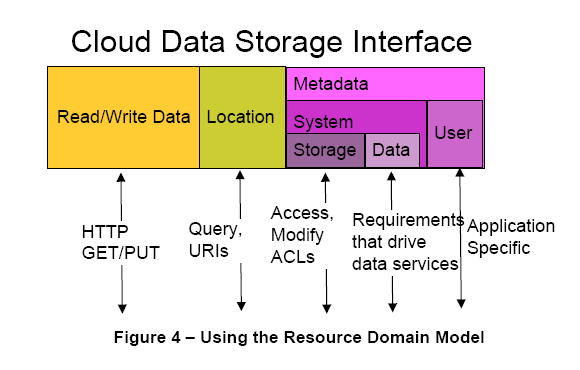 Cloud Data Storage Interface
Metadata
Read/Write Data
Location
System
User
Storage
Data
HTTP
GET/PUT
Query,
URIs
Access,
Modify
ACLs
Requirements
that drive
data services
Application
Specific
Figure 4 – Using the Resource Domain Model